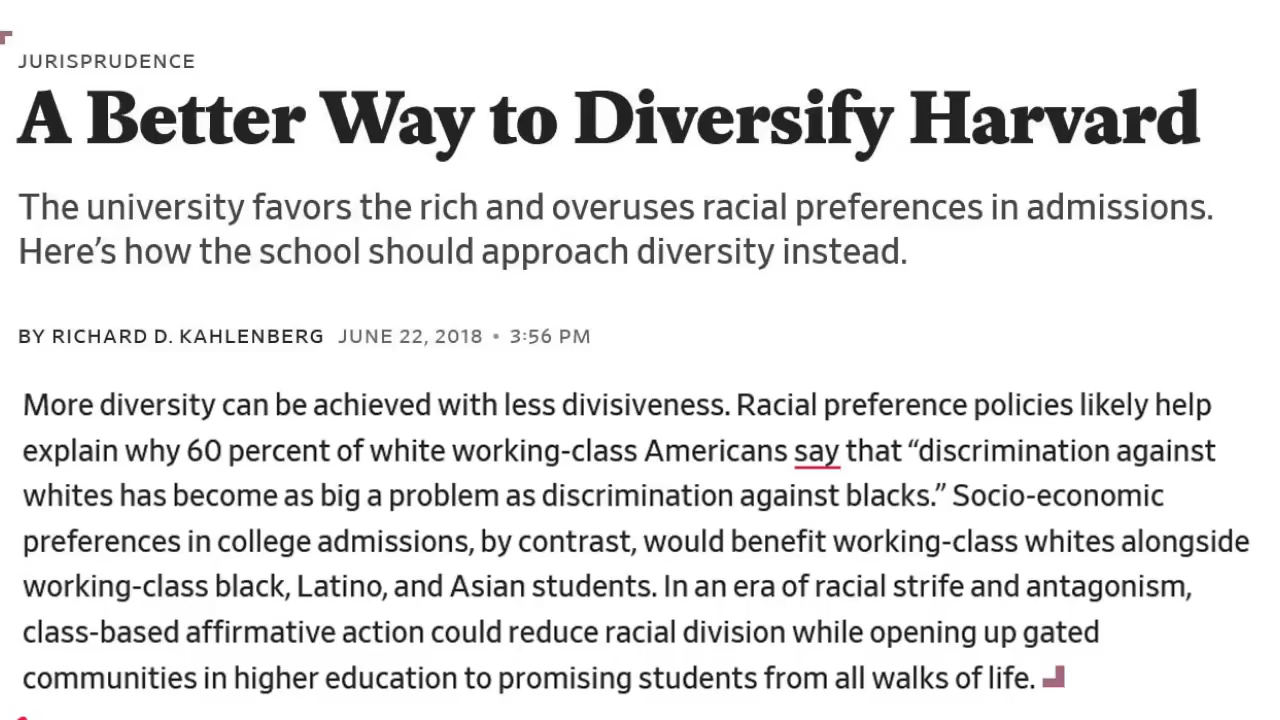 JURISPRUDENCE
A Better Way to Diversify Harvard
The university favors the rich and overuses racial preferences in admissions.
Here’s how the school should approach diversity instead.
BY RICHARD D. KAHLENBERG JUNE 22, 2018 • 3:56 PM
More diversity can be achieved with less divisiveness. Racial preference policies likely help
explain why 60 percent of white working-class Americans say that “discrimination against
whites has become as big a problem as discrimination against blacks.” Socio-economic
preferences in college admissions, by contrast, would benefit working-class whites alongside
working-class black, Latino, and Asian students. In an era of racial strife and antagonism,
class-based affirmative action could reduce racial division while opening up gated
communities in higher education to promising students from all walks of life.